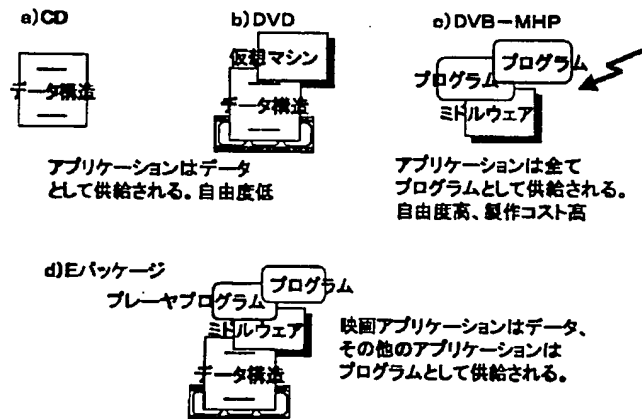 a)CD
データ構造
b)DVD
仮想マシン
データ構造
アプリケーションはデータ
として供給される。自由度低
c)DVB-MHP
プログラム
プログラム
ミドルウェア
アプリケーションは全て
プログラムとして供給される。
自由度高、製作コスト高
d)Eパッケージ
プログラム
プレーヤプログラム
ミドルウェア
データ構造
映画アプリケーションはデータ、
その他のアプリケーションは
プログラムとして供給される。